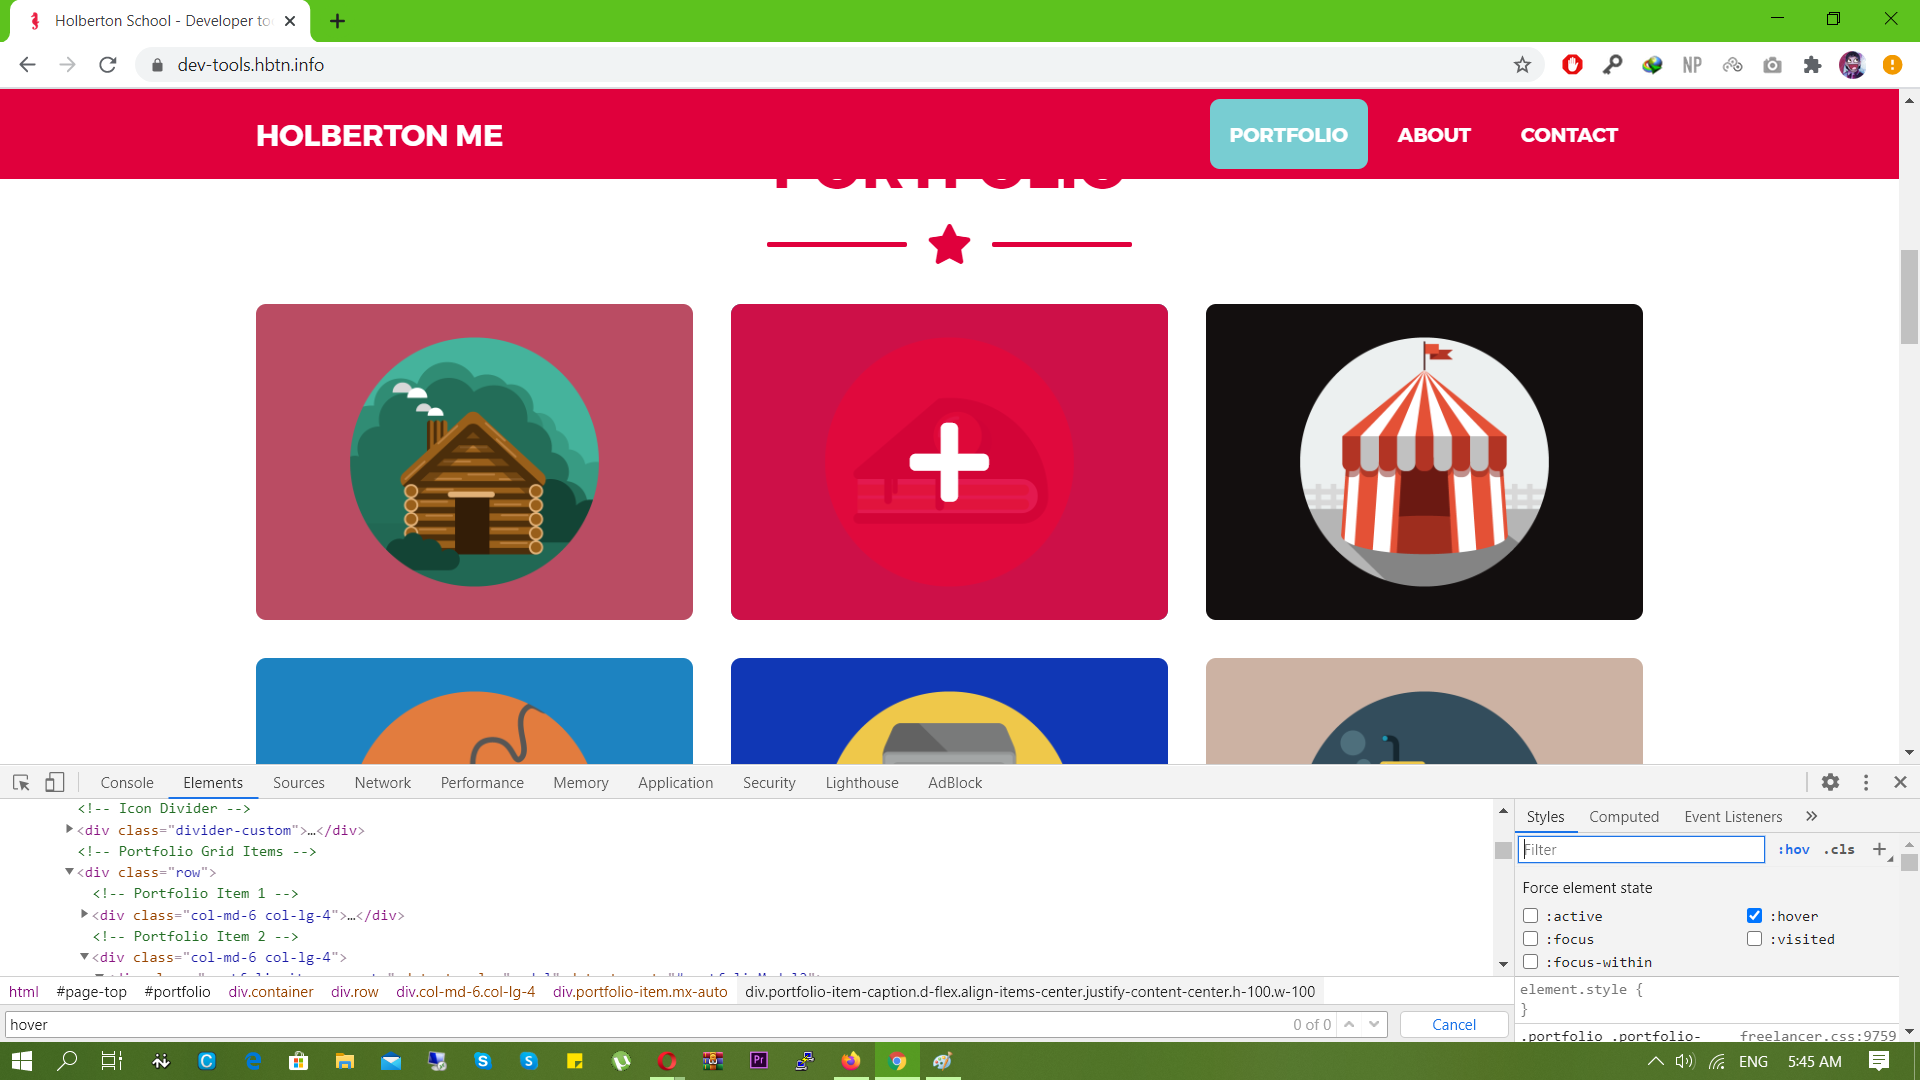 Holberton School - Developer to
dev-tools.hbtn.info
NP
HOLBERTON ME
PORTFOLIO
ABOUT
CONTACT
PORTFOLIO
Console
Elements
Sources
Network
Performance
Memory
Application
Security
Lighthouse
AdBlock
<!-- Icon Divider -->
<div class="divider-custom">…</div>
<!-- Portfolio Grid Items -->
<div class="row">
<!-- Portfolio Item 1 -->
<div class="col-md-6 col-lg-4">…</div>
<!-- Portfolio Item 2 -->
<div class="col-md-6 col-lg-4">
Styles
Computed
Event Listeners
»
Filter
:hov
.cls
Force element state
:active
:hover
:focus
:visited
:focus-within
element.style {
}
.portfolio .portfolio-
freelancer.css:9759
html
#page-top
#portfolio
div.container
div.row
div.col-md-6.col-lg-4
div.portfolio-item.mx-auto
div.portfolio-item-caption.d-flex.align-items-center.justify-content-center.h-100.w-100
hover
0 of 0
Cancel
Pr
ENG
5:45 AM